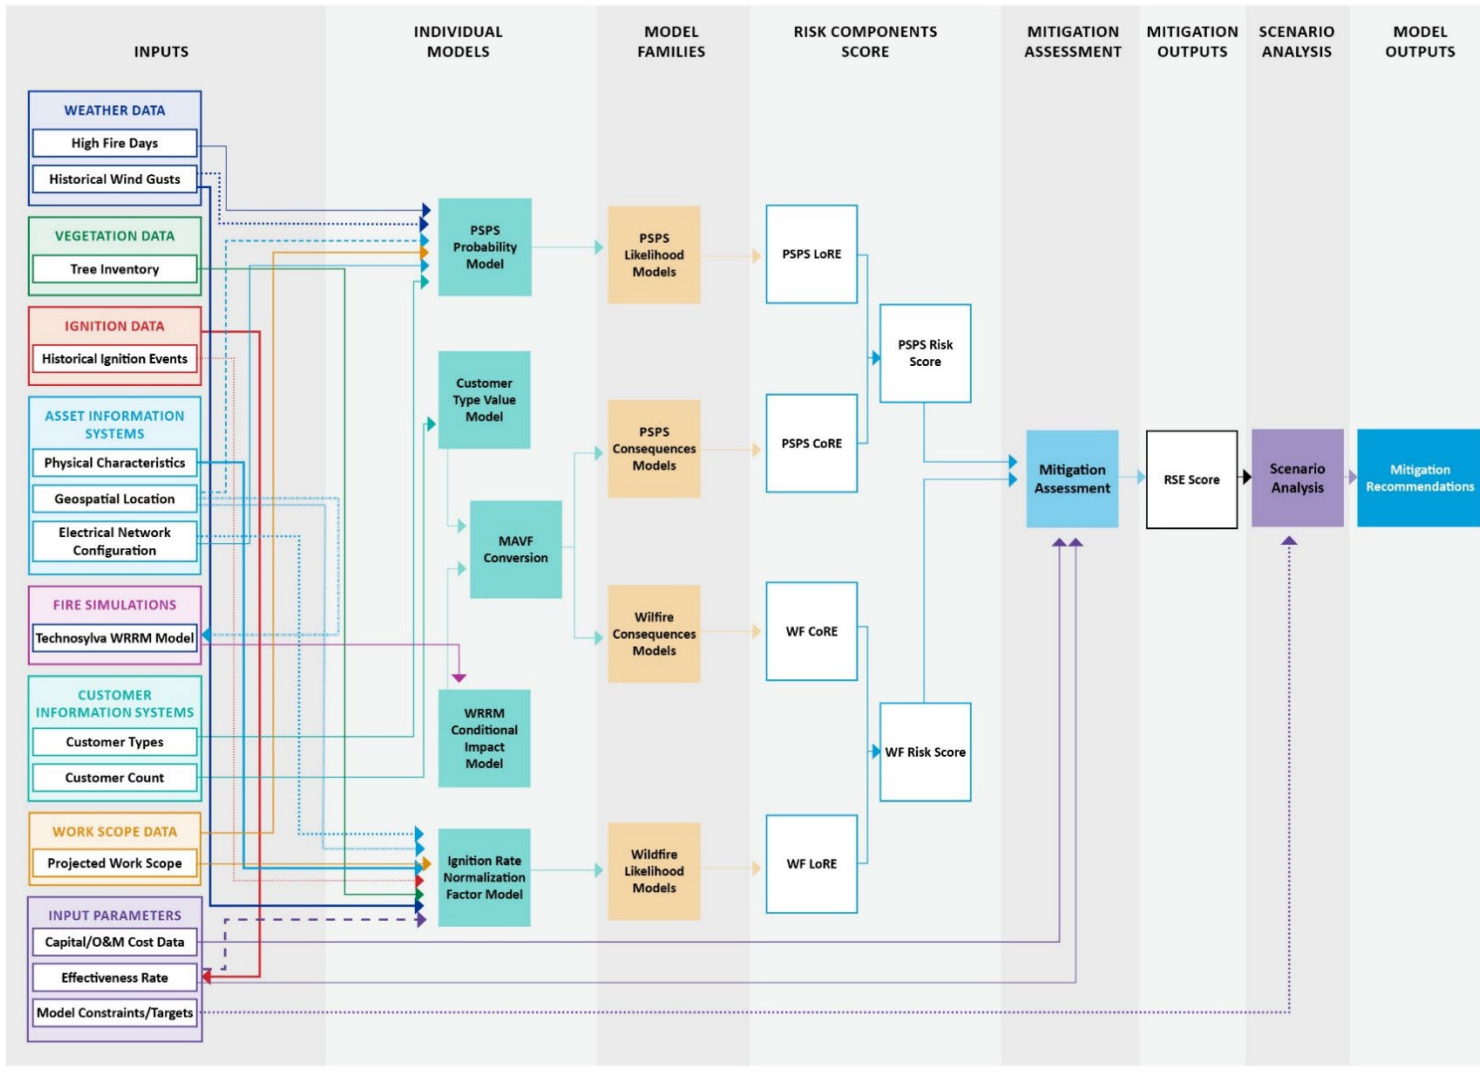 INPUTS
INDIVIDUAL
MODELS
MODEL
FAMILIES
RISK COMPONENTS
SCORE
MITIGATION
ASSESSMENT
MITIGATION
OUTPUTS
SCENARIO
ANALYSIS
MODEL
OUTPUTS
WEATHER DATA
High Fire Days
Historical Wind Gusts
VEGETATION DATA
Tree Inventory
IGNITION DATA
Historical Ignition Events
ASSET INFORMATION
SYSTEMS
Physical Characteristics
Geospatial Location
Electrical Network
Configuration
FIRE SIMULATIONS
Technosylva WRRM Model
CUSTOMER
INFORMATION SYSTEMS
Customer Types
Customer Count
WORK SCOPE DATA
Projected Work Scope
INPUT PARAMETERS
Capital/O&M Cost Data
Effectiveness Rate
Model Constraints/Targets
PSPS
Probability
Model
Customer
Type Value
Model
MAVF
Conversion
WRRM
Conditional
Impact
Model
Ignition Rate
Normalization
Factor Model
PSPS
Likelihood
Models
PSPS
Consequences
Models
Wilfire
Consequences
Models
Wildfire
Likelihood
Models
PSPS LoRE
PSPS CoRE
WF CoRE
WF LoRE
PSPS Risk
Score
WF Risk Score
Mitigation
Assessment
RSE Score
Scenario
Analysis
Mitigation
Recommendations